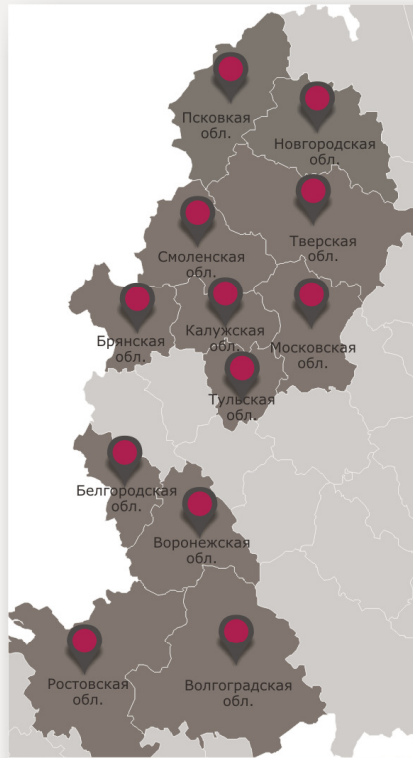 Псковкая
обл.
Новгородская
обл.
Тверская
обл.
Смоленская
обл.
Калужская
обл.
Брянская
обл.
Московская
обл.
Тульская
обл.
Белгородская
обл.
Воронежская
обл.
Ростовская
обл.
Волгоградская
обл.